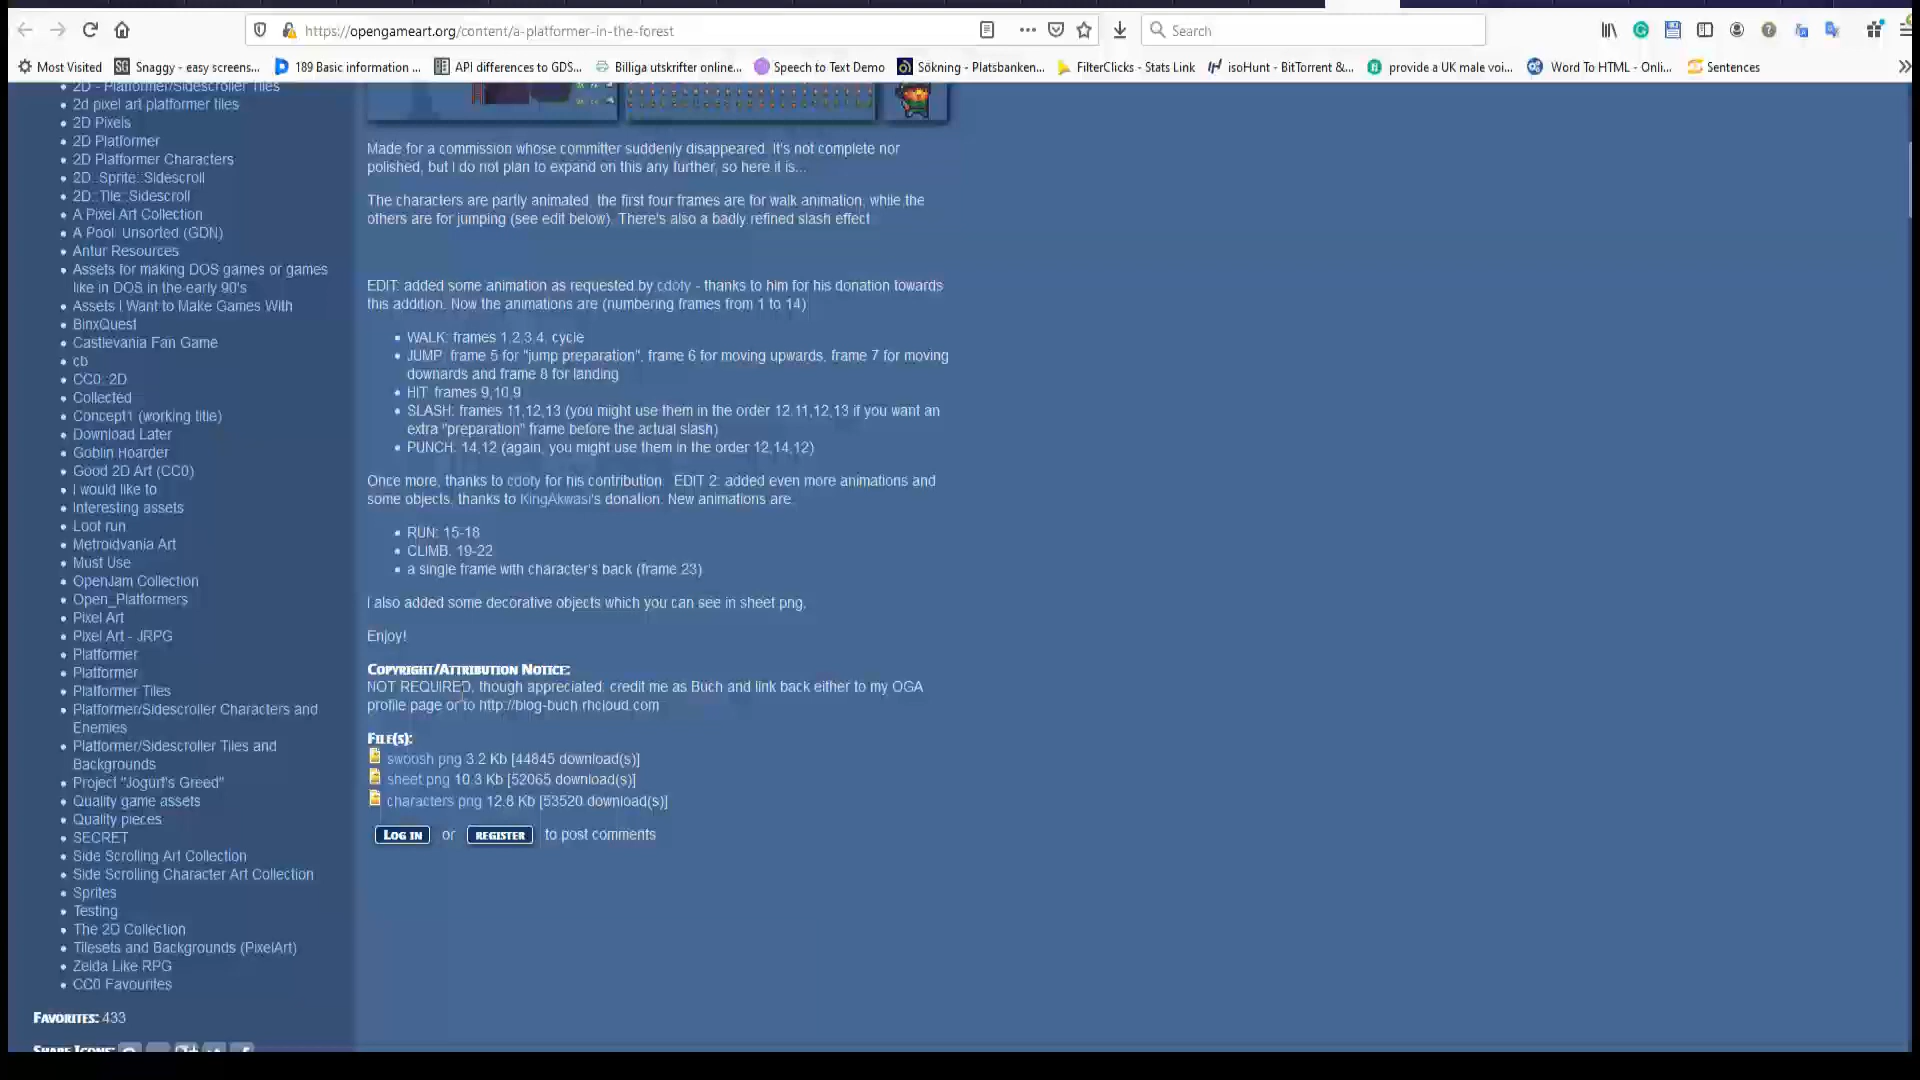 https://opengameart.org/content/a-platformer-in-the-forest
Search
Most Visited
Snaggy - easy screens...
189 Basic information ...
API differences to GDS...
Billiga utskrifter online...
Speech to Text Demo
Sökning - Platsbanken...
FilterClicks - Stats Link
isoHunt - BitTorrent &...
provide a UK male voi...
Word To HTML - Onli...
Sentences
2D - Platformer/Sidescroller Tiles
2d pixel art platformer tiles
2D Pixels
2D Platformer
2D Platformer Characters
2D::Sprite::Sidescroll
2D::Tile::Sidescroll
A Pixel Art Collection
A Pool: Unsorted (GDN)
Antur Resources
Assets for making DOS games or games
like in DOS in the early 90's
Assets I Want to Make Games With
BinxQuest
Castlevania Fan Game
cb
CC0::2D
Collected
Concept1 (working title)
Download Later
Goblin Hoarder
Good 2D Art (CC0)
I would like to
Interesting assets
Loot run
Metroidvania Art
Must Use
OpenJam Collection
Open_Platformers
Pixel Art
Pixel Art - JRPG
Platformer
Platformer
Platformer Tiles
Platformer/Sidescroller Characters and
Enemies
Platformer/Sidescroller Tiles and
Backgrounds
Project "Jogurt's Greed"
Quality game assets
Quality pieces
SECRET
Side Scrolling Art Collection
Side Scrolling Character Art Collection
Sprites
Testing
The 2D Collection
Tilesets and Backgrounds (PixelArt)
Zelda Like RPG
CC0 Favourites
Favorites: 433
Share Icons:
Made for a commission whose committer suddenly disappeared. It's not complete nor
polished, but I do not plan to expand on this any further, so here it is...
The characters are partly animated, the first four frames are for walk animation, while the
others are for jumping (see edit below). There's also a badly refined slash effect
EDIT: added some animation as requested by cdoty - thanks to him for his donation towards
this addition. Now the animations are (numbering frames from 1 to 14)
WALK: frames 1,2,3,4, cycle
JUMP: frame 5 for "jump preparation", frame 6 for moving upwards, frame 7 for moving
downards and frame 8 for landing
HIT: frames 9,10,9
SLASH: frames 11,12,13 (you might use them in the order 12,11,12,13 if you want an
extra "preparation" frame before the actual slash)
PUNCH: 14,12 (again, you might use them in the order 12,14,12)
Once more, thanks to cdoty for his contribution. EDIT 2: added even more animations and
some objects, thanks to KingAkwasi's donation. New animations are:
RUN: 15-18
CLIMB: 19-22
a single frame with character's back (frame 23)
I also added some decorative objects which you can see in sheet.png.
Enjoy!
Copyright/Attribution Notice:
NOT REQUIRED, though appreciated: credit me as Buch and link back either to my OGA
profile page or to http://blog-buch.rhcloud.com
File(s):
swoosh.png 3.2 Kb [44845 download(s)]
sheet.png 10.3 Kb [52065 download(s)]
characters.png 12.8 Kb [53520 download(s)]
Log in or register to post comments